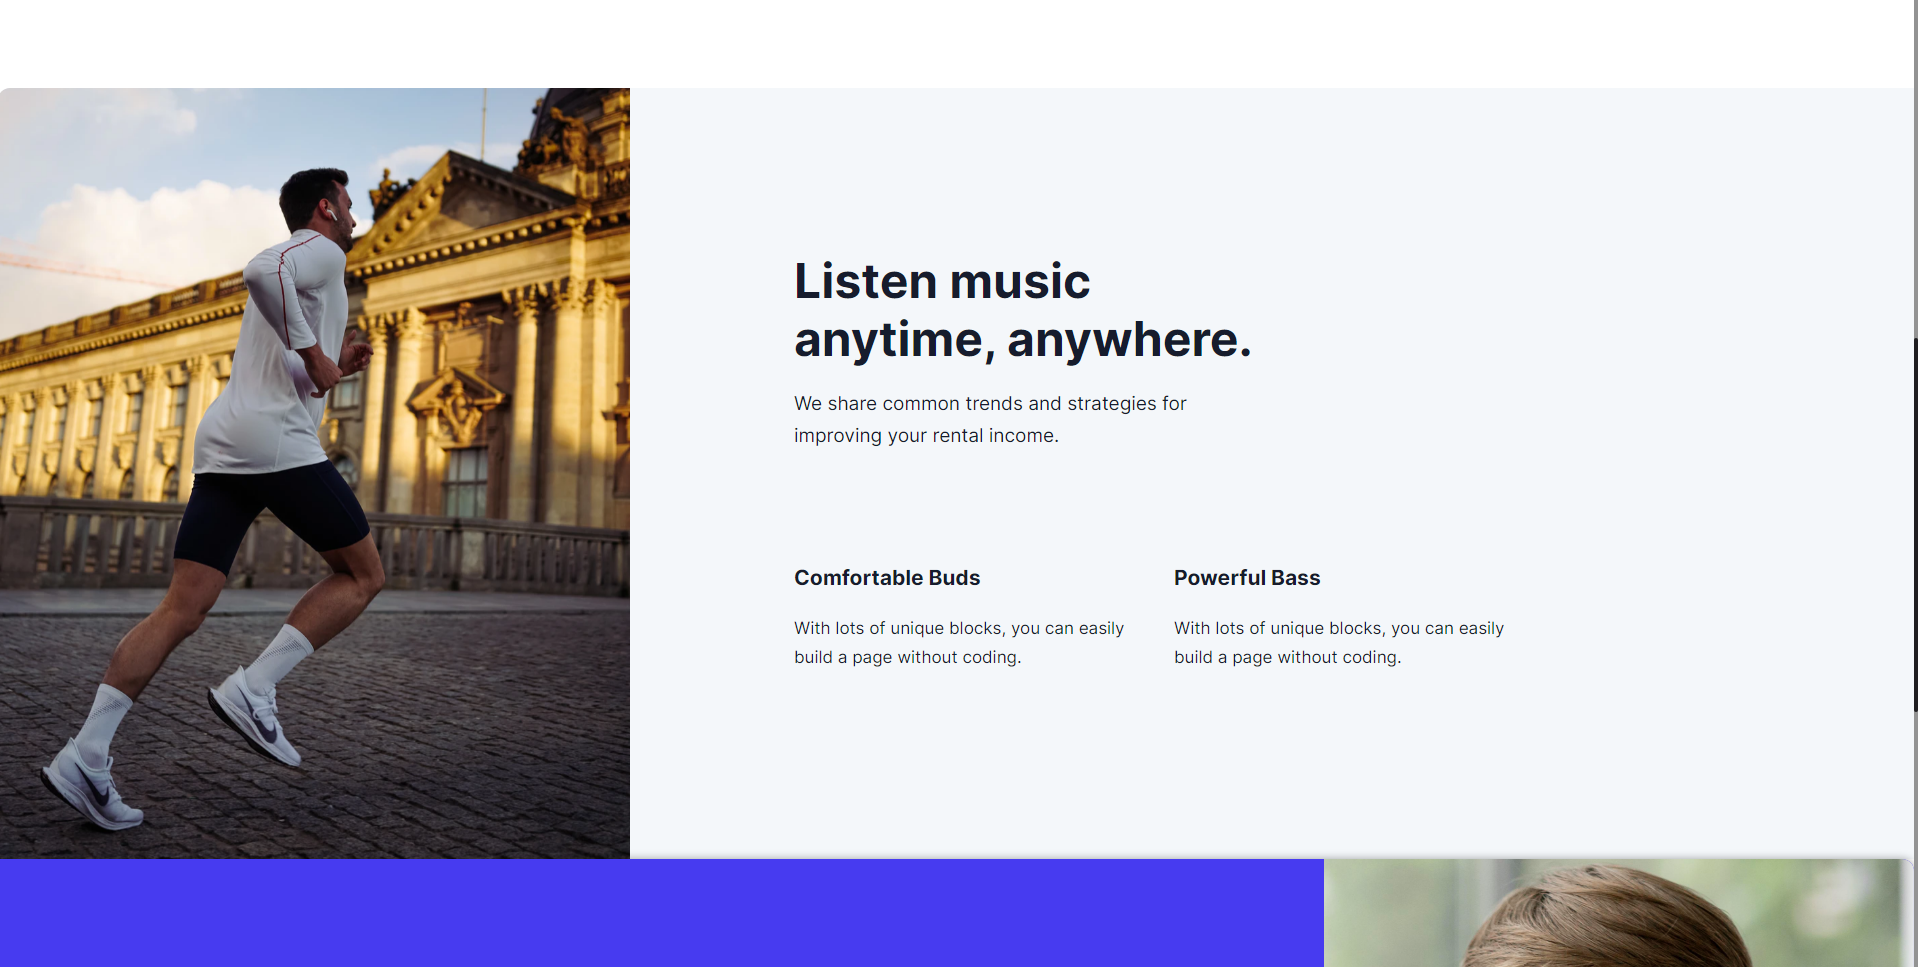 Listen music
anytime, anywhere.
We share common trends and strategies for
improving your rental income.
Comfortable Buds
With lots of unique blocks, you can easily
build a page without coding.
Powerful Bass
With lots of unique blocks, you can easily
build a page without coding.